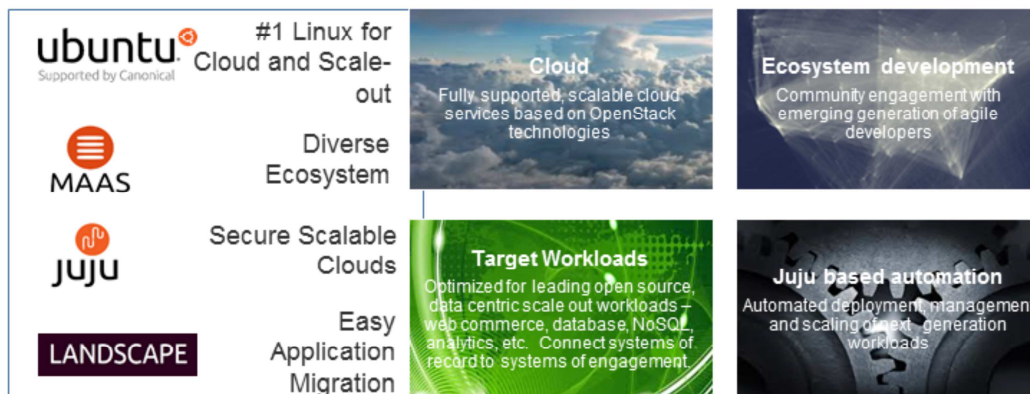 ubuntu
Supported by Canonical
#1 Linux for
Cloud and Scale-
out
MAAS
Diverse
Ecosystem
juju
Secure Scalable
Clouds
LANDSCAPE
Easy
Application
Migration
Cloud
Fully supported, scalable cloud
services based on OpenStack
technologies
Ecosystem development
Community engagement with
emerging generation of agile
developers
Target Workloads
Optimized for leading open source,
data centric scale out workloads –
web commerce, database, NoSQL,
analytics, etc. Connect systems of
record to systems of engagement.
Juju based automation
Automated deployment, managemen
and scaling of next generation
workloads